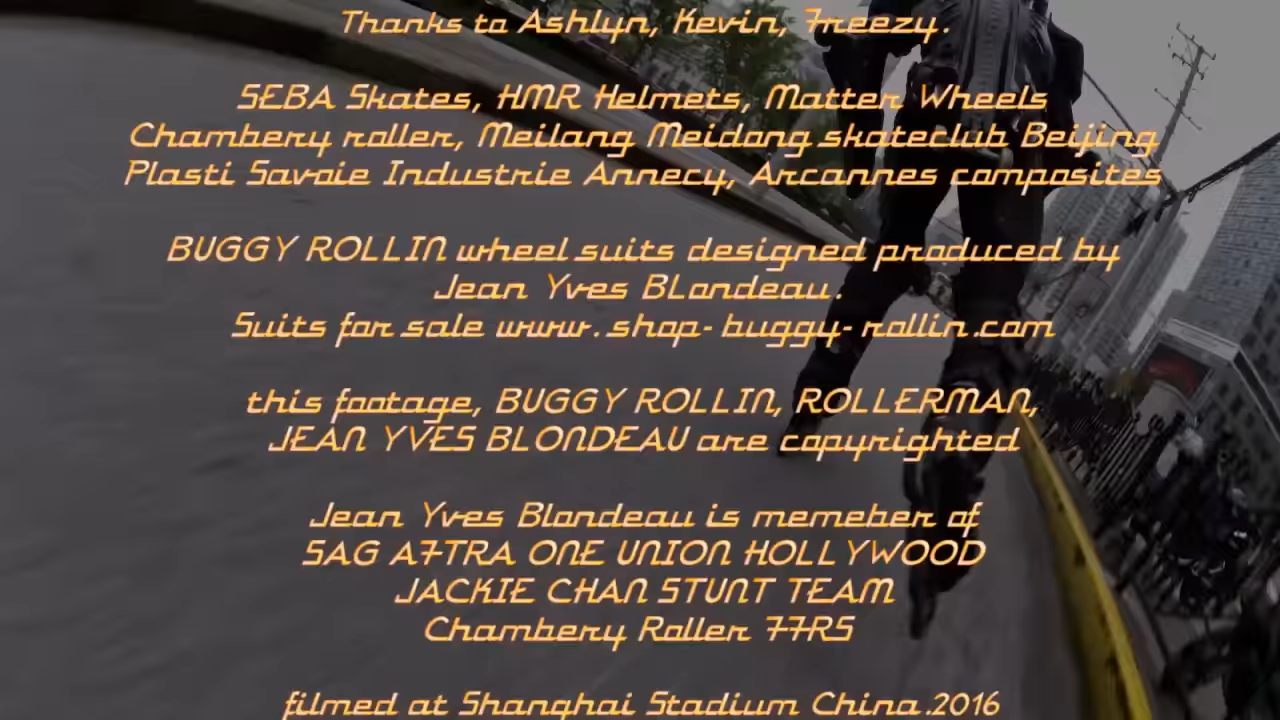 Thanks to Ashlyn, Kevin, Freezy.
SEBA Skates, HMR Helmets, Matter Wheels
Chambery roller, Meilang Meidong skateclub Beijing
Plasti Savoie Industrie Annecy, Arcannes composites
BUGGY ROLLIN wheel suits designed produced by
Jean Yves BLondeau.
Suits for sale www.shop-buggy-rollin.com
this footage, BUGGY ROLLIN, ROLLERMAN,
JEAN YVES BLONDEAU are copyrighted
Jean Yves Blondeau is memeber of
SAG AFTRA ONE UNION HOLLYWOOD
JACKIE CHAN STUNT TEAM
Chambery Roller FFRS
filmed at Shanghai Stadium China.2016